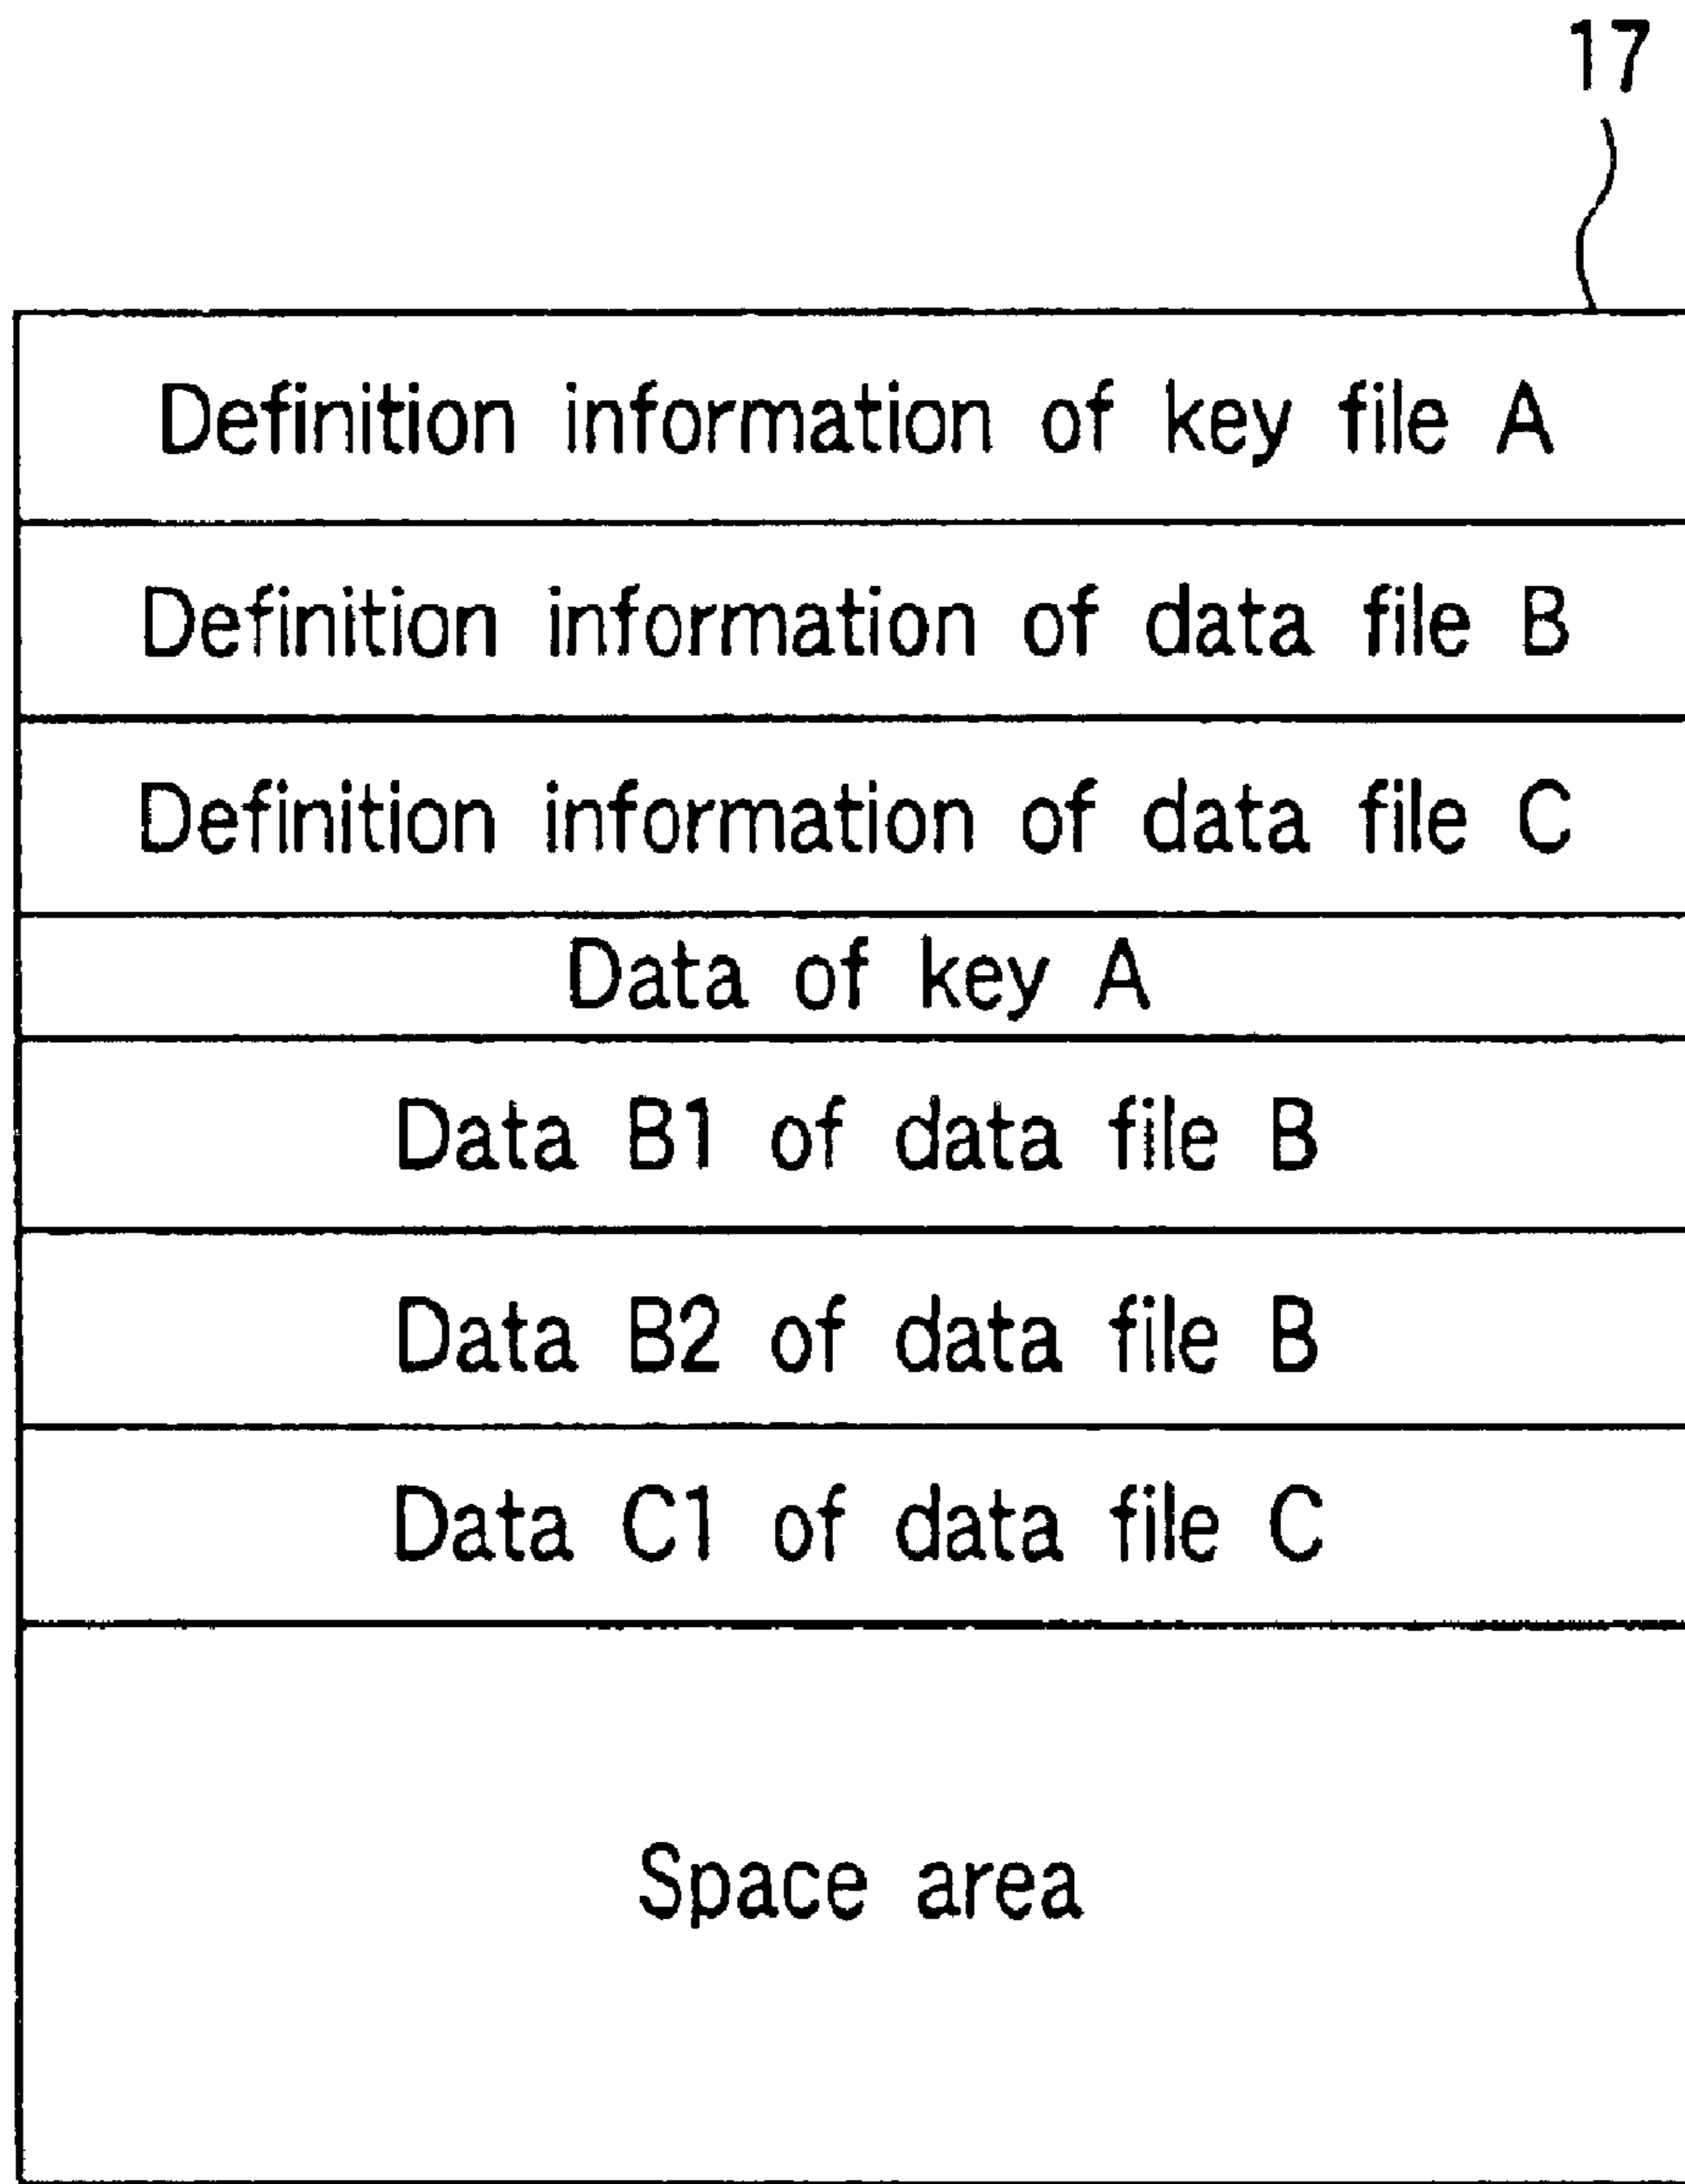 17
Definition information of key file A
Definition information of data file B
Definition information of data file C
Data of key A
Data B1 of data file B
Data B2 of data file B
Data C1 of data file C
Space area